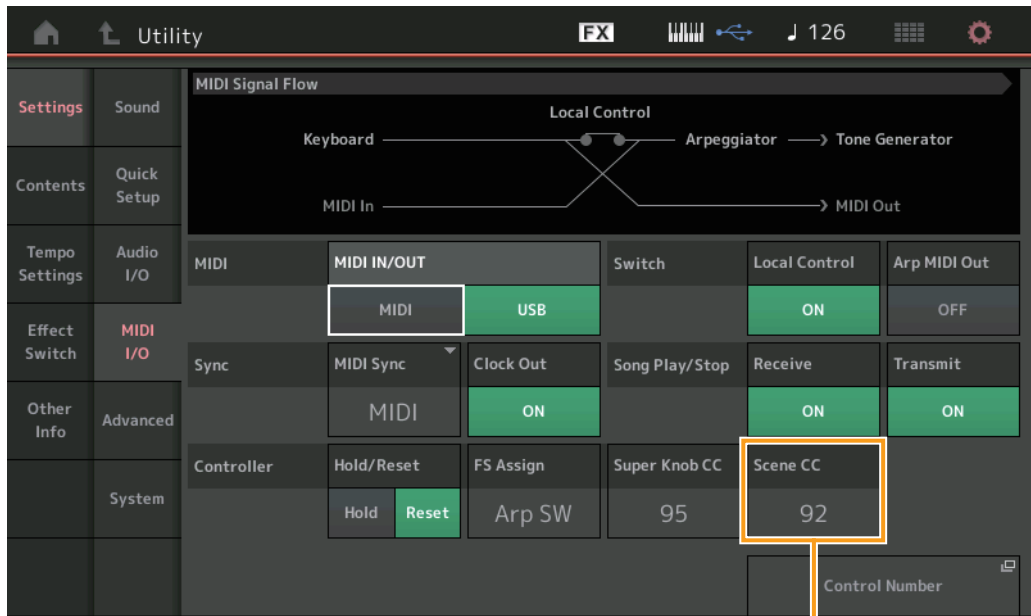 Utility
FX
♩ 126
Settings
Sound
MIDI Signal Flow
Local Control
Keyboard
Arpeggiator
Tone Generator
MIDI In
MIDI Out
Contents
Quick
Setup
Tempo
Settings
Audio
I/O
MIDI
MIDI IN/OUT
Switch
Local Control
Arp MIDI Out
MIDI
USB
ON
OFF
Effect
Switch
MIDI
I/O
Sync
MIDI Sync
Clock Out
Song Play/Stop
Receive
Transmit
MIDI
ON
ON
ON
Other
Info
Advanced
Controller
Hold/Reset
FS Assign
Super Knob CC
Scene CC
System
Hold
Reset
Arp SW
95
92
Control Number